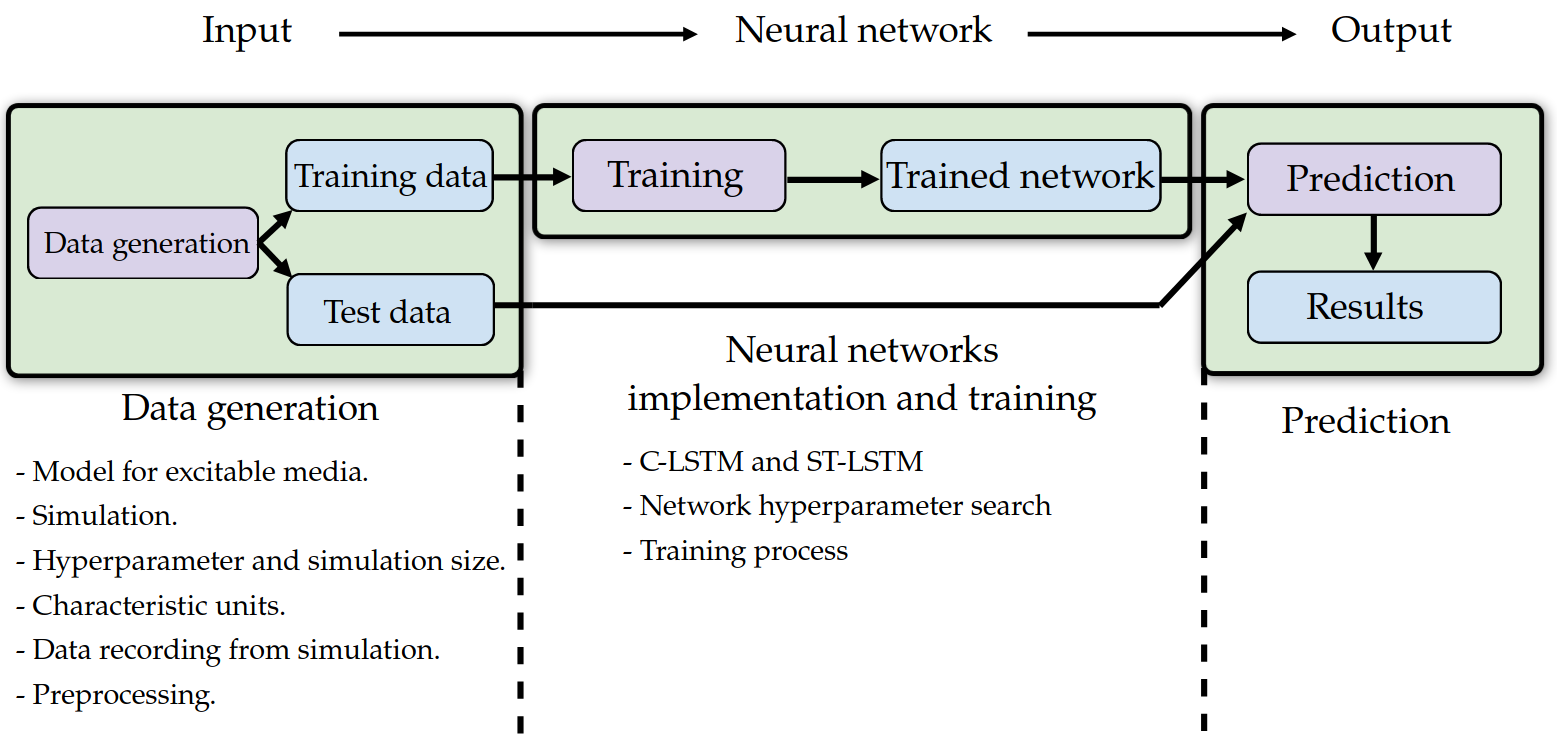 Input
Neural network
Output
Training data
Training
Trained network
Prediction
Data generation
Test data
Results
Data generation
- Model for excitable media.
- Simulation.
- Hyperparameter and simulation size.
- Characteristic units.
- Data recording from simulation.
- Preprocessing.
Neural networks
implementation and training
- C-LSTM and ST-LSTM
- Network hyperparameter search
- Training process
Prediction